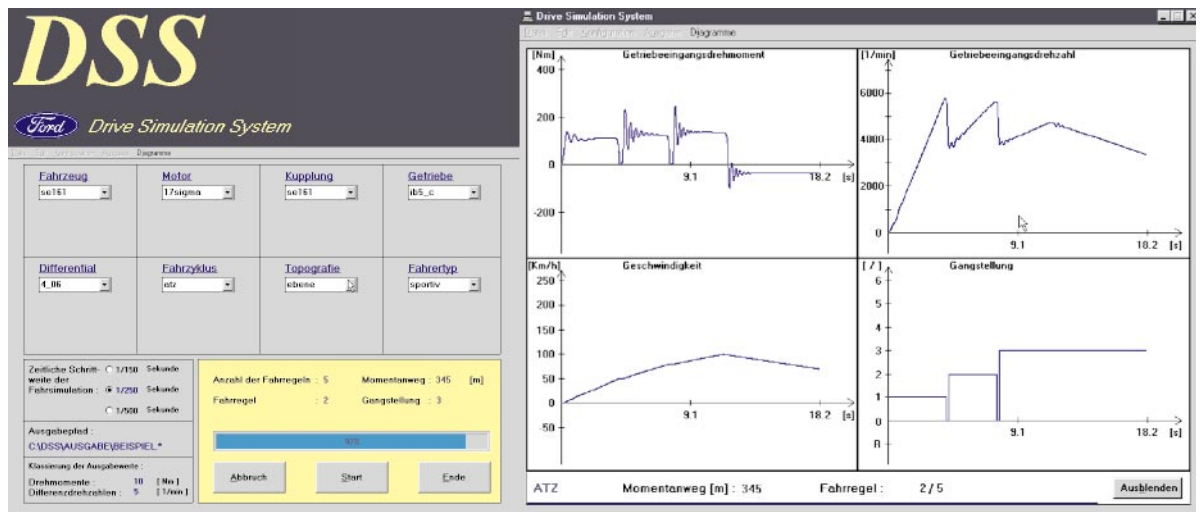 DSS
Ford Drive Simulation System
Diagramme
Fahrzeug Motor Kupplung Getriebe
se161 17sigma se161 ib5_c
Differential Fahrzyklus Topografie Fahrertyp
4_06 atz ebene sportiv
Zeitliche Schritt- 1/150 Sekunde
weite der
Fahrsimulation : 1/250 Sekunde
1/500 Sekunde
Ausgabepfad :
C:\DSS\AUSGABE\BEISPIEL.*
Klassierung der Ausgabewerte :
Drehmomente : 10 [Nm]
Differenzdrehzahlen : 5 [1/min]
Anzahl der Fahrregeln : 5 Momentanweg : 345 [m]
Fahrregel : 2 Gangstellung : 3
Abbruch Start Ende
Drive Simulation System
Diagramme
[Nm] Getriebeeingangsdrehmoment
400
200
0
-200
9.1 18.2 [s]
[1/min] Getriebeeingangsdrehzahl
6000
4000
2000
0
9.1 18.2 [s]
[Km/h] Geschwindigkeit
250
200
150
100
50
0
-50
9.1 18.2 [s]
[/] Gangstellung
6
5
4
3
2
1
0
R
9.1 18.2 [s]
ATZ Momentanweg [m] : 345 Fahrregel : 2/5 Ausblenden